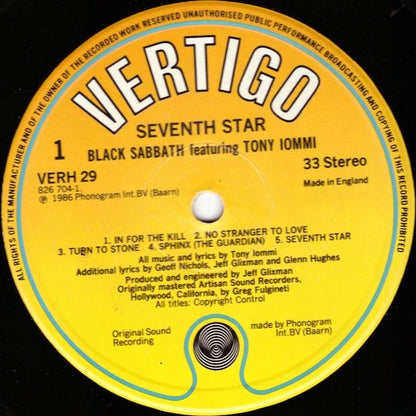 ALL RIGHTS OF THE MANUFACTURER AND OF THE OWNER OF THE RECORDED WORK RESERVED UNAUTHORISED PUBLIC PERFORMANCE BROADCASTING AND COPYING OF THIS RECORD PROHIBITED
VERTIGO
SEVENTH STAR
1 BLACK SABBATH featuring TONY IOMMI
VERH 29 33 Stereo
826 704-1. Made in England
℗ 1986 Phonogram Int.BV (Baarn)
1. IN FOR THE KILL 2. NO STRANGER TO LOVE
3. TURN TO STONE 4. SPHINX (THE GUARDIAN) 5. SEVENTH STAR
All music and lyrics by Tony Iommi
Additional lyrics by Geoff Nichols, Jeff Glixman and Glenn Hughes
Produced and engineered by Jeff Glixman
Originally mastered Artisan Sound Recorders,
Hollywood, California, by Greg Fulgineti
All titles: Copyright Control
Original Sound made by Phonogram
Recording Int.BV (Baarn)